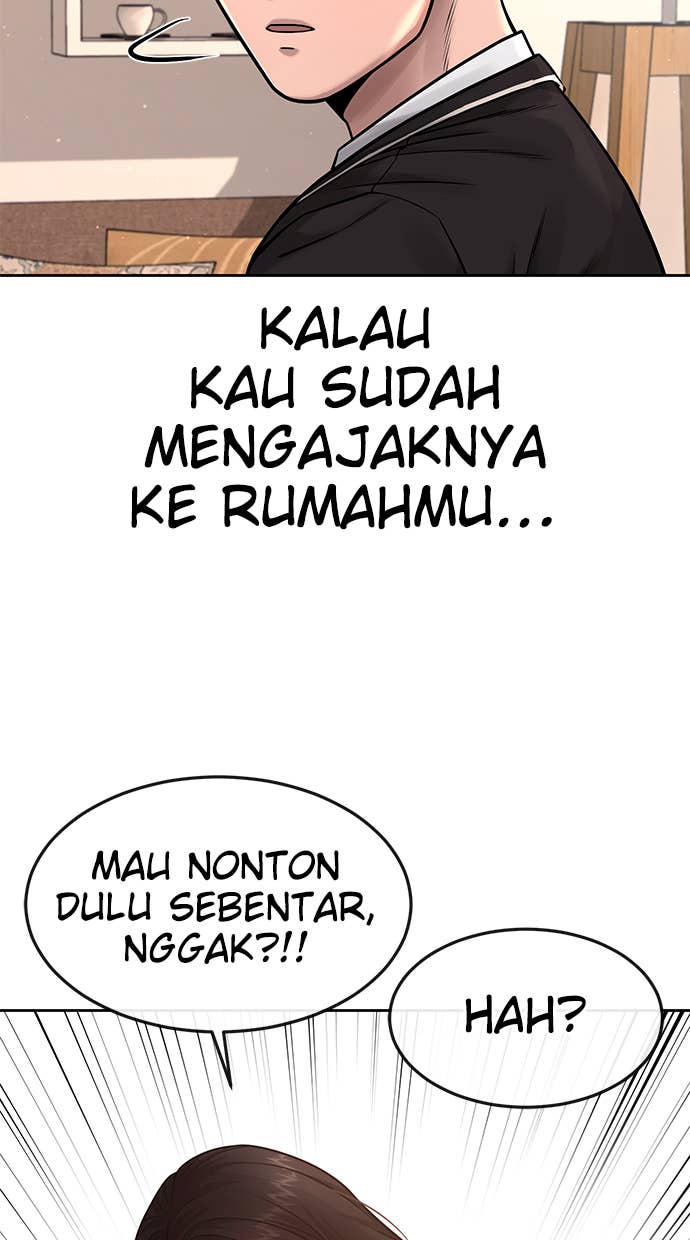 KALAU
KAU SUDAH
MENGAJAKNYA
KE RUMAHMU...
MAU NONTON
DULU SEBENTAR,
NGGAK?!!
HAH?